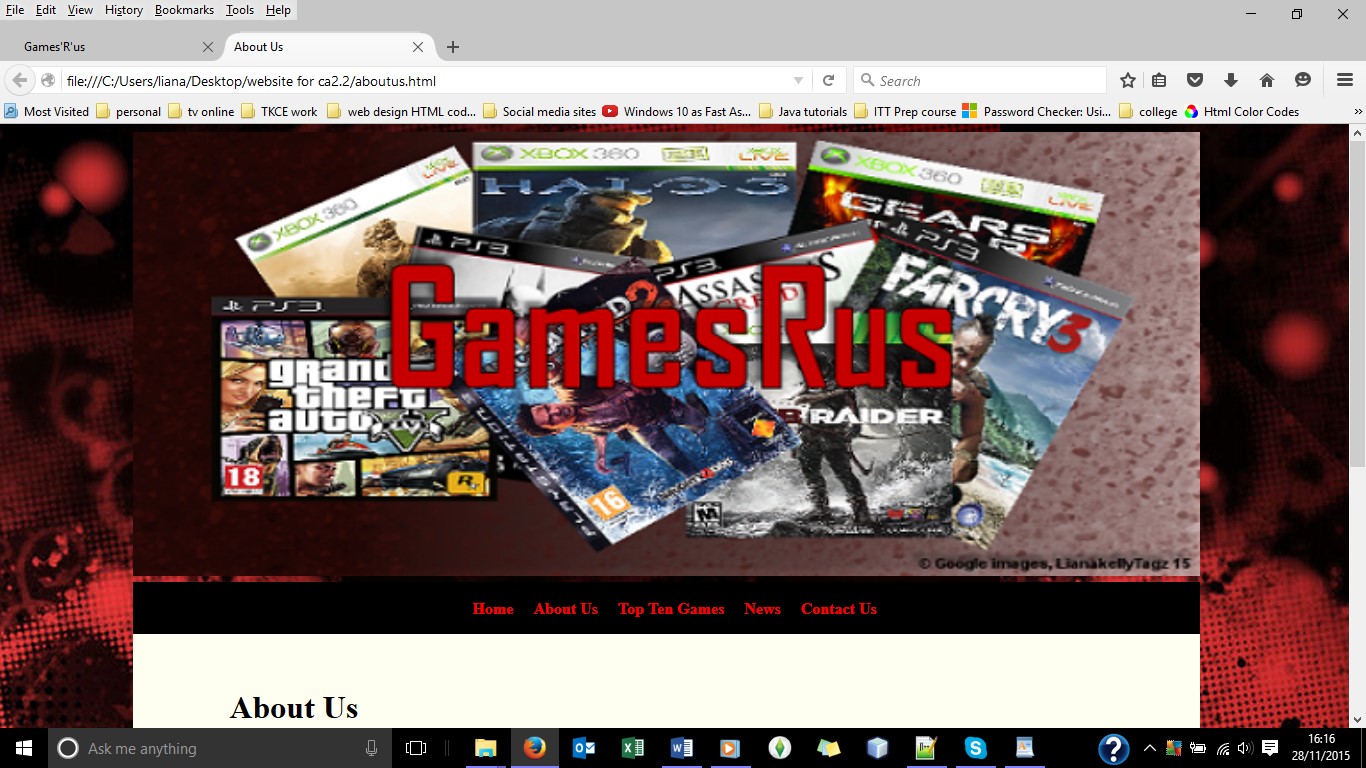 File Edit View History Bookmarks Tools Help
Games'R'us About Us
file:///C:/Users/liana/Desktop/website for ca2.2/aboutus.html Search
Most Visited personal tv online TKCE work web design HTML cod... Social media sites Windows 10 as Fast As... Java tutorials ITT Prep course Password Checker: Usi... college Html Color Codes »
XBOX 360 LIVE
XBOX 360 LIVE
XBOX 360 LIVE
HALO 3
GEARS
PS3
PS3
PS3
ASSASSINS
CREED
FARCRY 3
PS3
GamesRus
grand
theft
auto V
RAIDER
18
16
M
PLAYSTATION
© Google images, LianakellyTagz 15
Home About Us Top Ten Games News Contact Us
About Us
Ask me anything
16:16
28/11/2015